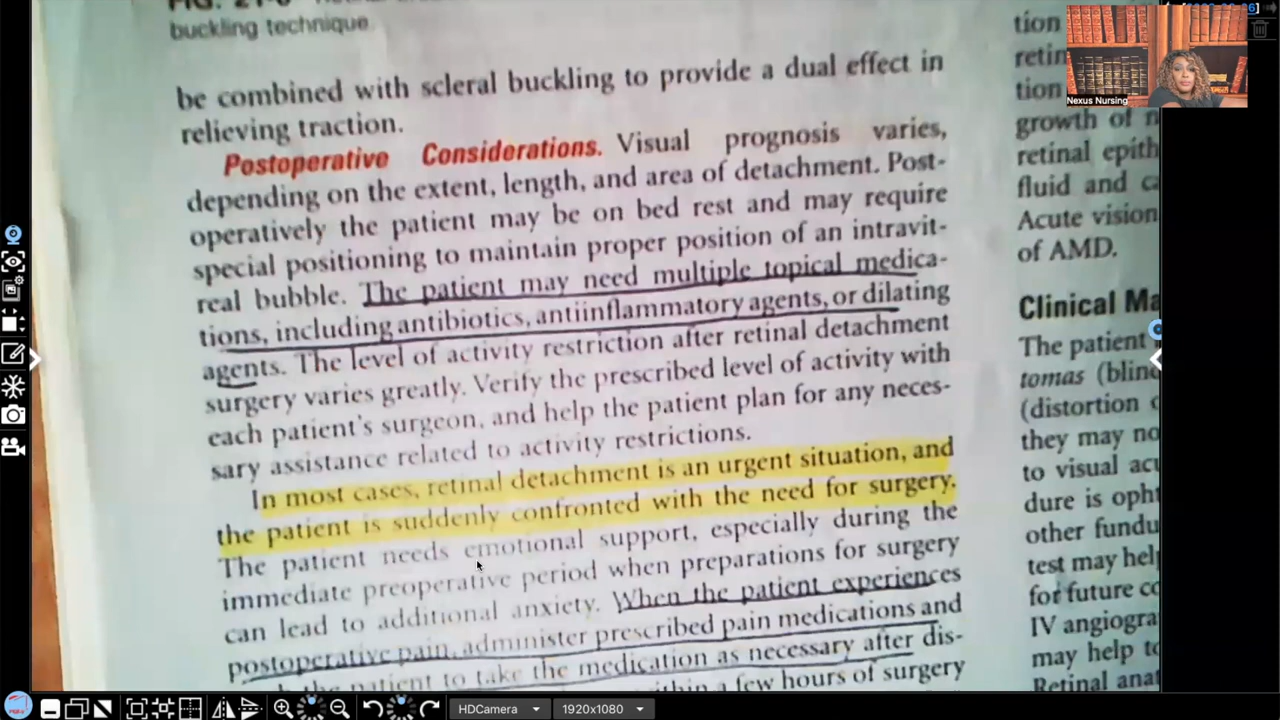 buckling technique
be combined with scleral buckling to provide a dual effect in
relieving traction.
Postoperative Considerations. Visual prognosis varies,
depending on the extent, length, and area of detachment. Post-
operatively the patient may be on bed rest and may require
special positioning to maintain proper position of an intravit-
real bubble. The patient may need multiple topical medica-
tions, including antibiotics, antiinflammatory agents, or dilating
agents. The level of activity restriction after retinal detachment
surgery varies greatly. Verify the prescribed level of activity with
each patient's surgeon, and help the patient plan for any neces-
sary assistance related to activity restrictions.
In most cases, retinal detachment is an urgent situation, and
the patient is suddenly confronted with the need for surgery.
The patient needs emotional support, especially during the
immediate preoperative period when preparations for surgery
can lead to additional anxiety. When the patient experiences
postoperative pain, administer prescribed pain medications and
the patient to take the medication as necessary after dis-
within a few hours of surgery
tion
retin
tion
growth of
retinal epith
fluid and ca
Acute vision
of AMD.
Clinical Ma
The patient
tomas (blind
(distortion
they may no
to visual acu
dure is opht
other fundu
test may help
for future co
IV angiogra
may help to
Retinal anat
Nexus Nursing
HDCamera
1920x1080